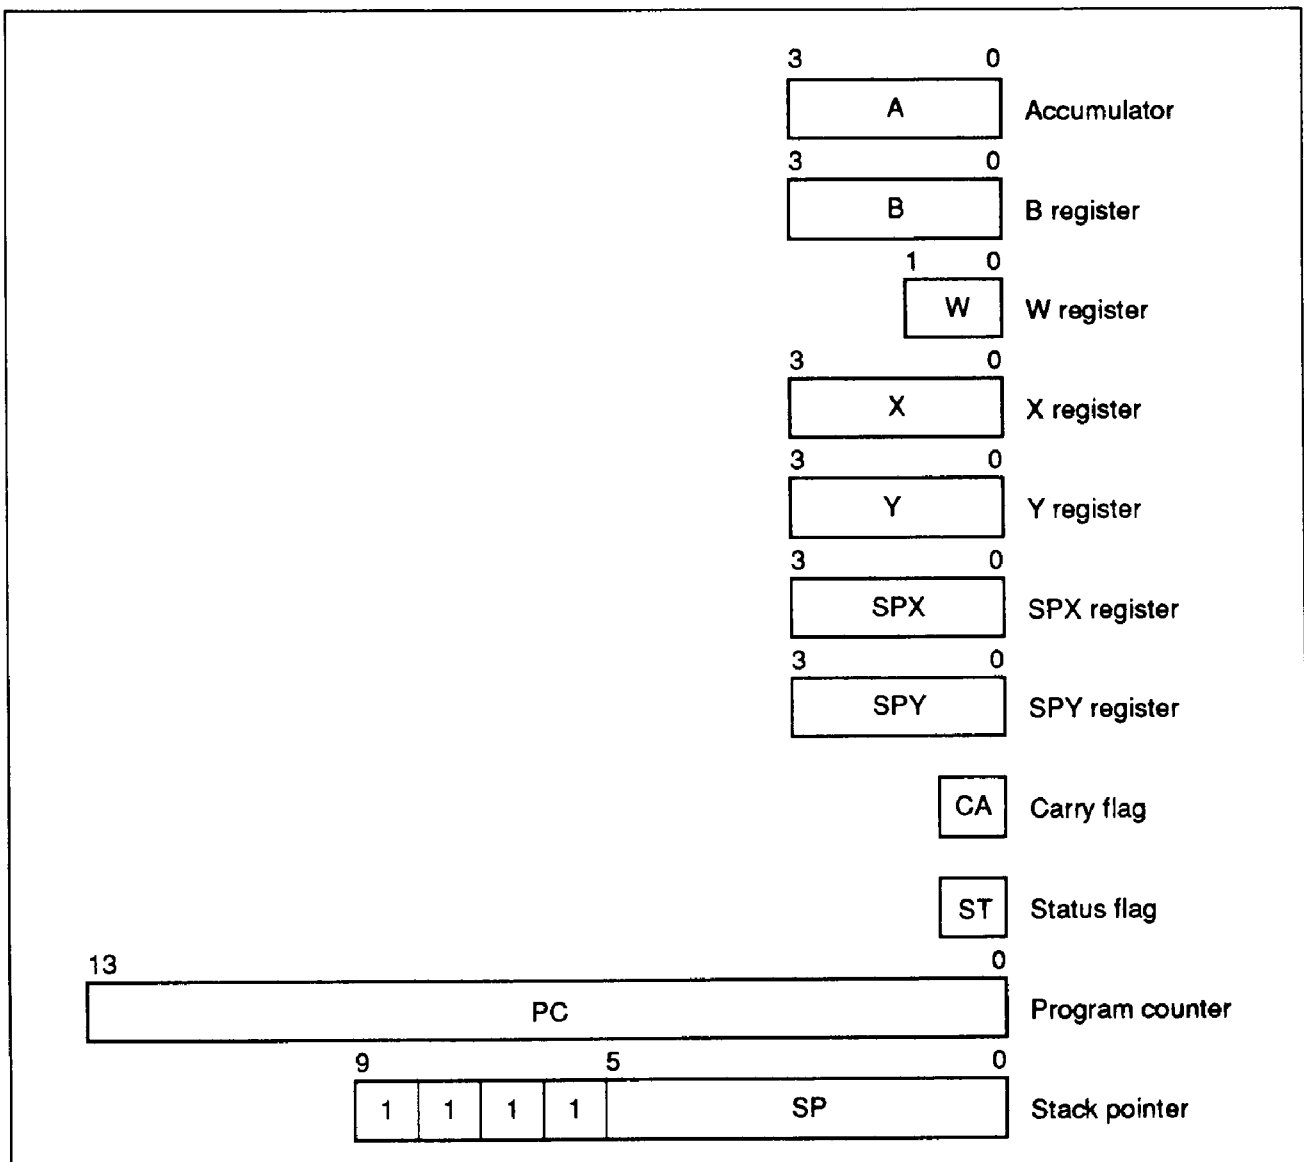 3 0
A Accumulator
3 0
B B register
1 0
W W register
3 0
X X register
3 0
Y Y register
3 0
SPX SPX register
3 0
SPY SPY register
CA Carry flag
ST Status flag
13 0
PC Program counter
9 5 0
1 1 1 1 SP Stack pointer